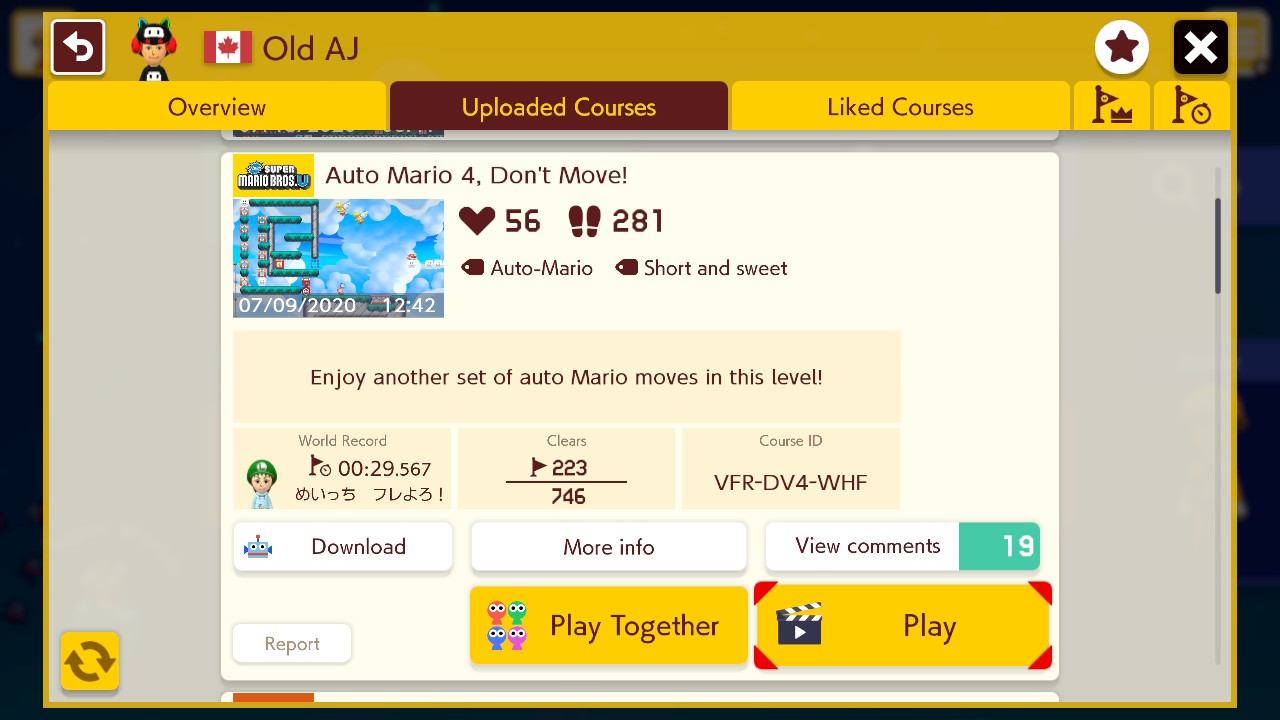 Old AJ
Overview
Uploaded Courses
Liked Courses
New SUPER MARIO BROS. U
Auto Mario 4, Don't Move!
56
281
Auto-Mario
Short and sweet
07/09/2020 12:42
Enjoy another set of auto Mario moves in this level!
World Record
00:29.567
めいっち　フレよろ！
Clears
223
746
Course ID
VFR-DV4-WHF
Download
More info
View comments
19
Play Together
Play
Report